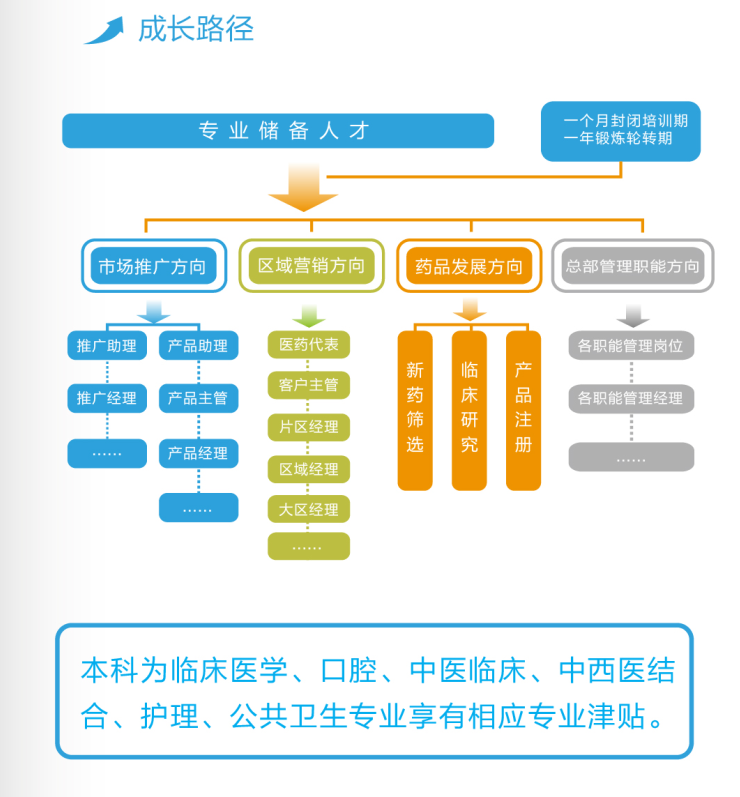 成长路径
专业储备人才
一个月封闭培训期
一年锻炼轮转期
市场推广方向
区域营销方向
药品发展方向
总部管理职能方向
推广助理
推广经理
……
产品助理
产品主管
产品经理
……
医药代表
客户主管
片区经理
区域经理
大区经理
……
新药筛选
临床研究
产品注册
各职能管理岗位
各职能管理经理
……
本科为临床医学、口腔、中医临床、中西医结
合、护理、公共卫生专业享有相应专业津贴。